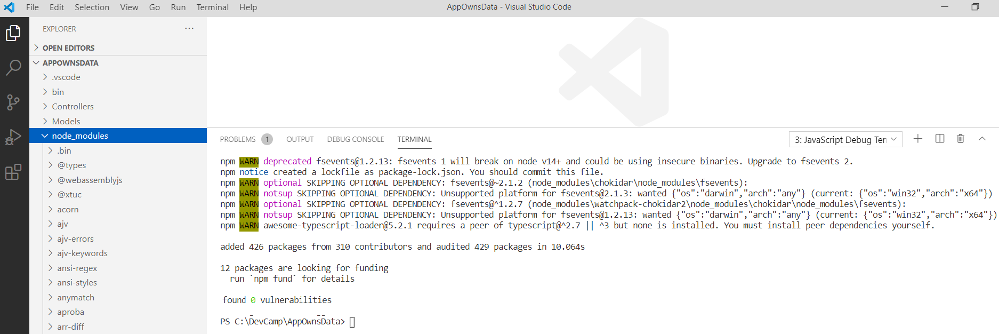 File Edit Selection View Go Run Terminal Help
AppOwnsData - Visual Studio Code
EXPLORER
OPEN EDITORS
APPOWNSDATA
.vscode
bin
Controllers
Models
node_modules
.bin
@types
@webassemblyjs
@xtuc
acorn
ajv
ajv-errors
ajv-keywords
ansi-regex
ansi-styles
anymatch
aproba
arr-diff
PROBLEMS 1 OUTPUT DEBUG CONSOLE TERMINAL
3: JavaScript Debug Ter
npm WARN deprecated fsevents@1.2.13: fsevents 1 will break on node v14+ and could be using insecure binaries. Upgrade to fsevents 2.
npm notice created a lockfile as package-lock.json. You should commit this file.
npm WARN optional SKIPPING OPTIONAL DEPENDENCY: fsevents@~2.1.2 (node_modules\chokidar\node_modules\fsevents):
npm WARN notsup SKIPPING OPTIONAL DEPENDENCY: Unsupported platform for fsevents@2.1.3: wanted {"os":"darwin","arch":"any"} (current: {"os":"win32","arch":"x64"})
npm WARN optional SKIPPING OPTIONAL DEPENDENCY: fsevents@^1.2.7 (node_modules\watchpack-chokidar2\node_modules\chokidar\node_modules\fsevents):
npm WARN notsup SKIPPING OPTIONAL DEPENDENCY: Unsupported platform for fsevents@1.2.13: wanted {"os":"darwin","arch":"any"} (current: {"os":"win32","arch":"x64"})
npm WARN awesome-typescript-loader@5.2.1 requires a peer of typescript@^2.7 || ^3 but none is installed. You must install peer dependencies yourself.
added 426 packages from 310 contributors and audited 429 packages in 10.064s
12 packages are looking for funding
run `npm fund` for details
found 0 vulnerabilities
PS C:\DevCamp\AppOwnsData>